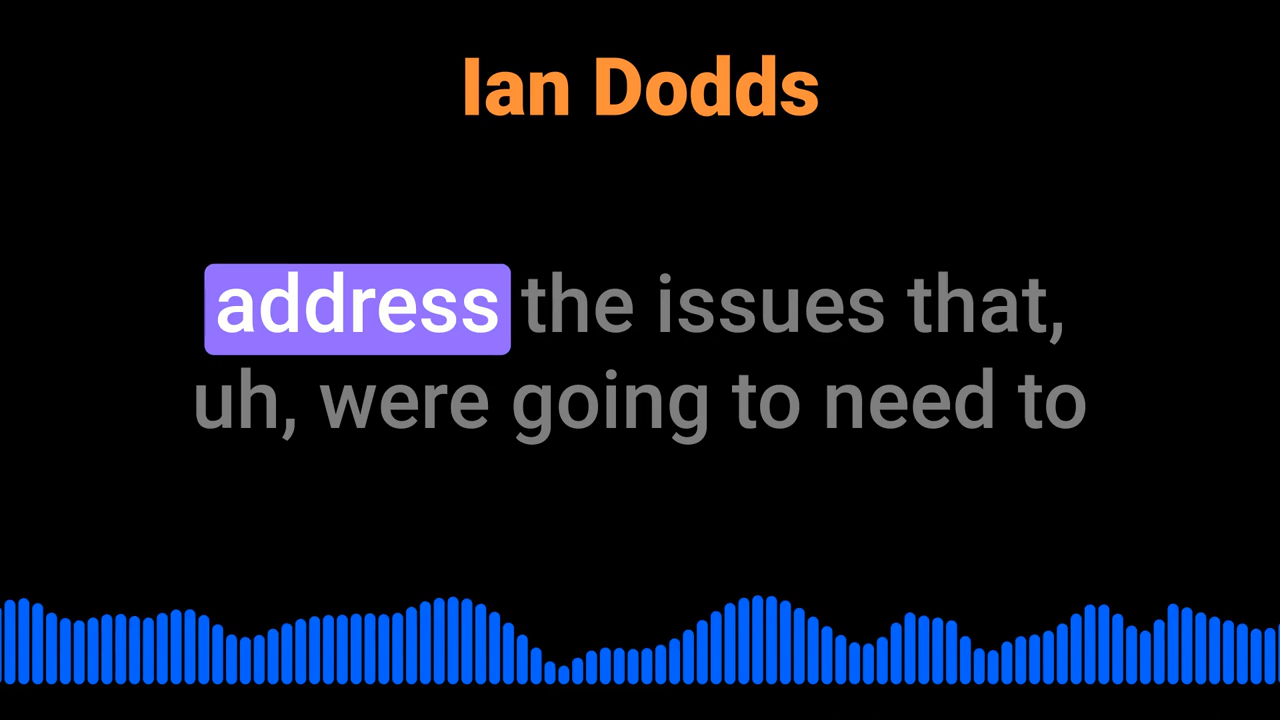 Ian Dodds
address the issues that,
uh, were going to need to